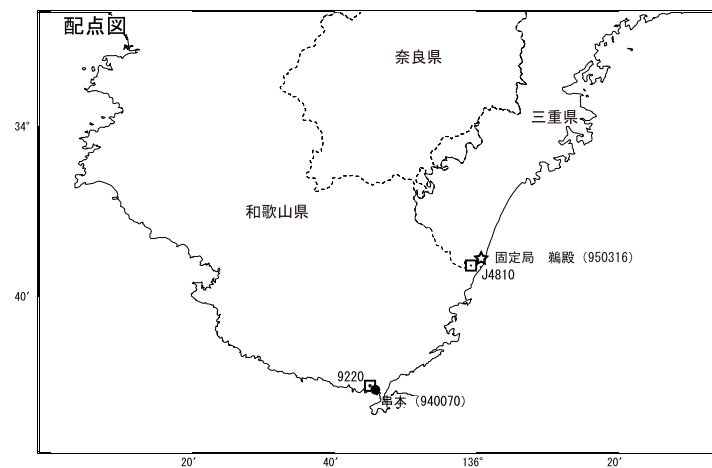 配点図
奈良県
34°
三重県
和歌山県
固定局　鵜殿（950316）
J4810
40′
9220
串本（940070）
20′
40′
136°
20′